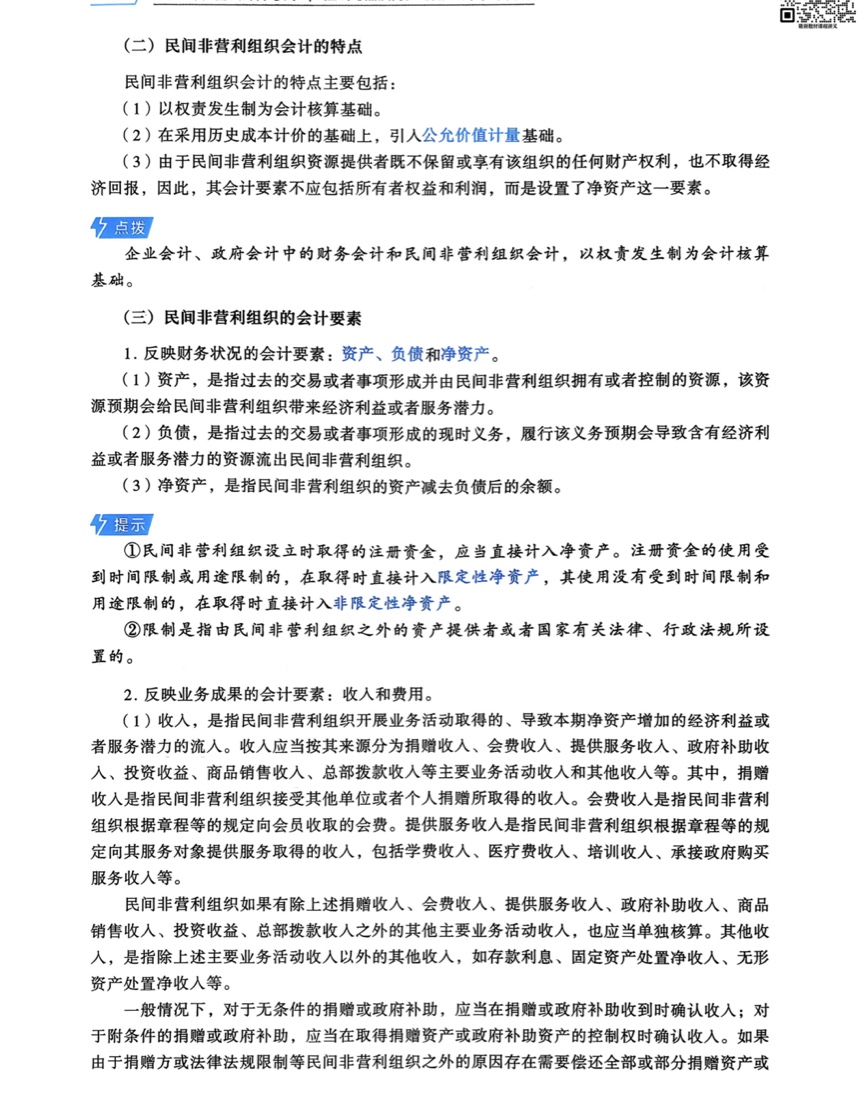 （二）民间非营利组织会计的特点
民间非营利组织会计的特点主要包括：
（1）以权责发生制为会计核算基础。
（2）在采用历史成本计价的基础上，引入公允价值计量基础。
（3）由于民间非营利组织资源提供者既不保留或享有该组织的任何财产权利，也不取得经
济回报，因此，其会计要素不应包括所有者权益和利润，而是设置了净资产这一要素。
点拨
企业会计、政府会计中的财务会计和民间非营利组织会计，以权责发生制为会计核算
基础。
（三）民间非营利组织的会计要素
1. 反映财务状况的会计要素：资产、负债和净资产。
（1）资产，是指过去的交易或者事项形成并由民间非营利组织拥有或者控制的资源，该资
源预期会给民间非营利组织带来经济利益或者服务潜力。
（2）负债，是指过去的交易或者事项形成的现时义务，履行该义务预期会导致含有经济利
益或者服务潜力的资源流出民间非营利组织。
（3）净资产，是指民间非营利组织的资产减去负债后的余额。
提示
①民间非营利组织设立时取得的注册资金，应当直接计入净资产。注册资金的使用受
到时间限制或用途限制的，在取得时直接计入限定性净资产，其使用没有受到时间限制和
用途限制的，在取得时直接计入非限定性净资产。
②限制是指由民间非营利组织之外的资产提供者或者国家有关法律、行政法规所设
置的。
2. 反映业务成果的会计要素：收入和费用。
（1）收入，是指民间非营利组织开展业务活动取得的、导致本期净资产增加的经济利益或
者服务潜力的流入。收入应当按其来源分为捐赠收入、会费收入、提供服务收入、政府补助收
入、投资收益、商品销售收入、总部拨款收入等主要业务活动收入和其他收入等。其中，捐赠
收入是指民间非营利组织接受其他单位或者个人捐赠所取得的收入。会费收入是指民间非营利
组织根据章程等的规定向会员收取的会费。提供服务收入是指民间非营利组织根据章程等的规
定向其服务对象提供服务取得的收入，包括学费收入、医疗费收入、培训收入、承接政府购买
服务收入等。
民间非营利组织如果有除上述捐赠收入、会费收入、提供服务收入、政府补助收入、商品
销售收入、投资收益、总部拨款收入之外的其他主要业务活动收入，也应当单独核算。其他收
入，是指除上述主要业务活动收入以外的其他收入，如存款利息、固定资产处置净收入、无形
资产处置净收入等。
一般情况下，对于无条件的捐赠或政府补助，应当在捐赠或政府补助收到时确认收入；对
于附条件的捐赠或政府补助，应当在取得捐赠资产或政府补助资产的控制权时确认收入。如果
由于捐赠方或法律法规限制等民间非营利组织之外的原因存在需要偿还全部或部分捐赠资产或